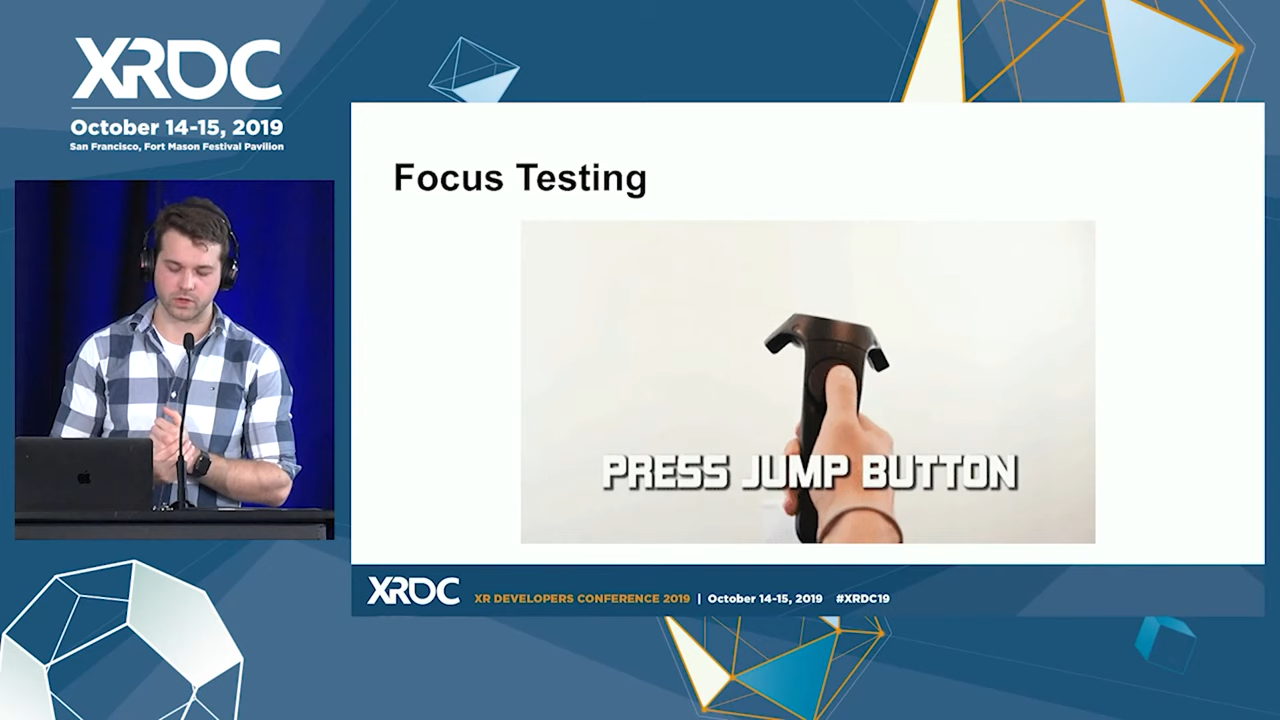 XRDC
October 14-15, 2019
San Francisco, Fort Mason Festival Pavilion
Focus Testing
PRESS JUMP BUTTON
XRDC
XR DEVELOPERS CONFERENCE 2019 | October 14-15, 2019 #XRDC19